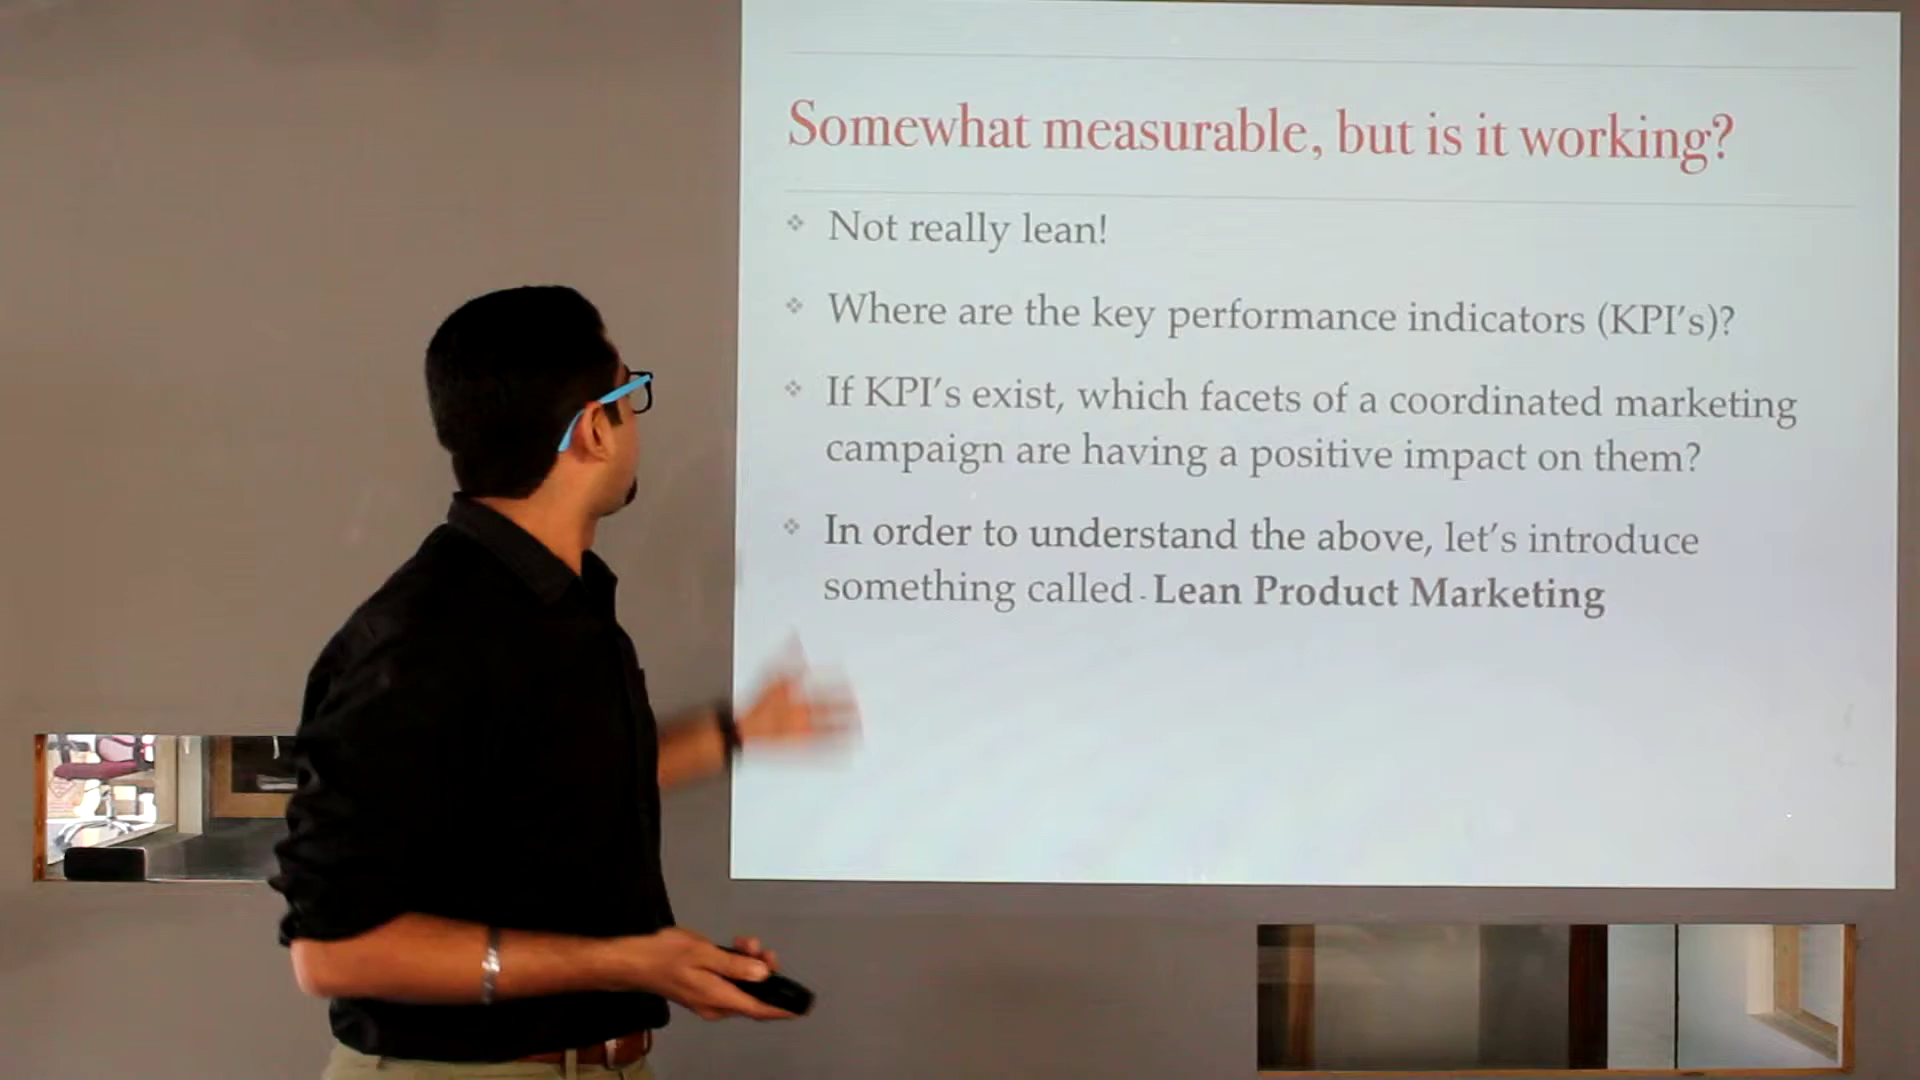 Somewhat measurable, but is it working?
Not really lean!
Where are the key performance indicators (KPI's)?
If KPI's exist, which facets of a coordinated marketing
campaign are having a positive impact on them?
In order to understand the above, let's introduce
something called - Lean Product Marketing